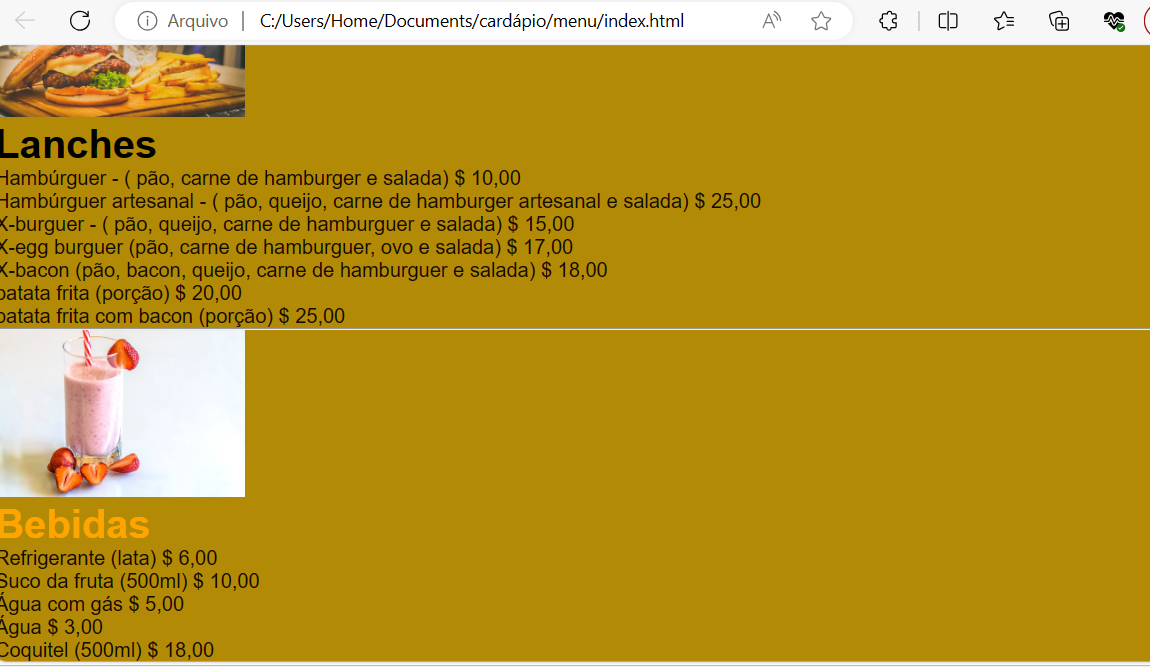 Arquivo | C:/Users/Home/Documents/cardápio/menu/index.html
Lanches
Hambúrguer - ( pão, carne de hamburger e salada) $ 10,00
Hambúrguer artesanal - ( pão, queijo, carne de hamburger artesanal e salada) $ 25,00
X-burguer - ( pão, queijo, carne de hamburguer e salada) $ 15,00
X-egg burguer (pão, carne de hamburguer, ovo e salada) $ 17,00
X-bacon (pão, bacon, queijo, carne de hamburguer e salada) $ 18,00
batata frita (porção) $ 20,00
batata frita com bacon (porção) $ 25,00
Bebidas
Refrigerante (lata) $ 6,00
Suco da fruta (500ml) $ 10,00
Água com gás $ 5,00
Água $ 3,00
Coquitel (500ml) $ 18,00